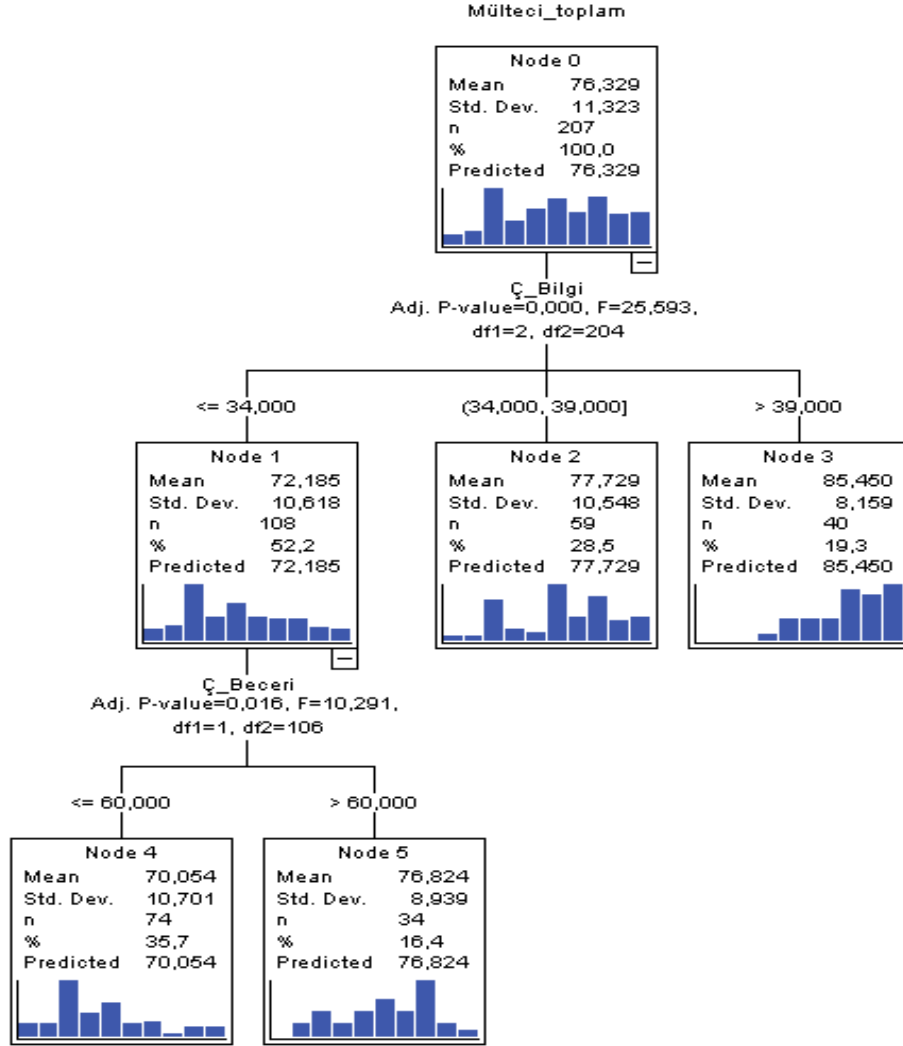 Mülteci_toplam
Node 0
Mean 76,329
Std. Dev. 11,323
n 207
% 100,0
Predicted 76,329
Ç_Bilgi
Adj. P-value=0,000, F=25,593,
df1=2, df2=204
<= 34,000
(34,000, 39,000]
> 39,000
Node 1
Mean 72,185
Std. Dev. 10,618
n 108
% 52,2
Predicted 72,185
Node 2
Mean 77,729
Std. Dev. 10,548
n 59
% 28,5
Predicted 77,729
Node 3
Mean 85,450
Std. Dev. 8,159
n 40
% 19,3
Predicted 85,450
Ç_Beceri
Adj. P-value=0,016, F=10,291,
df1=1, df2=106
<= 60,000
> 60,000
Node 4
Mean 70,054
Std. Dev. 10,701
n 74
% 35,7
Predicted 70,054
Node 5
Mean 76,824
Std. Dev. 8,939
n 34
% 16,4
Predicted 76,824